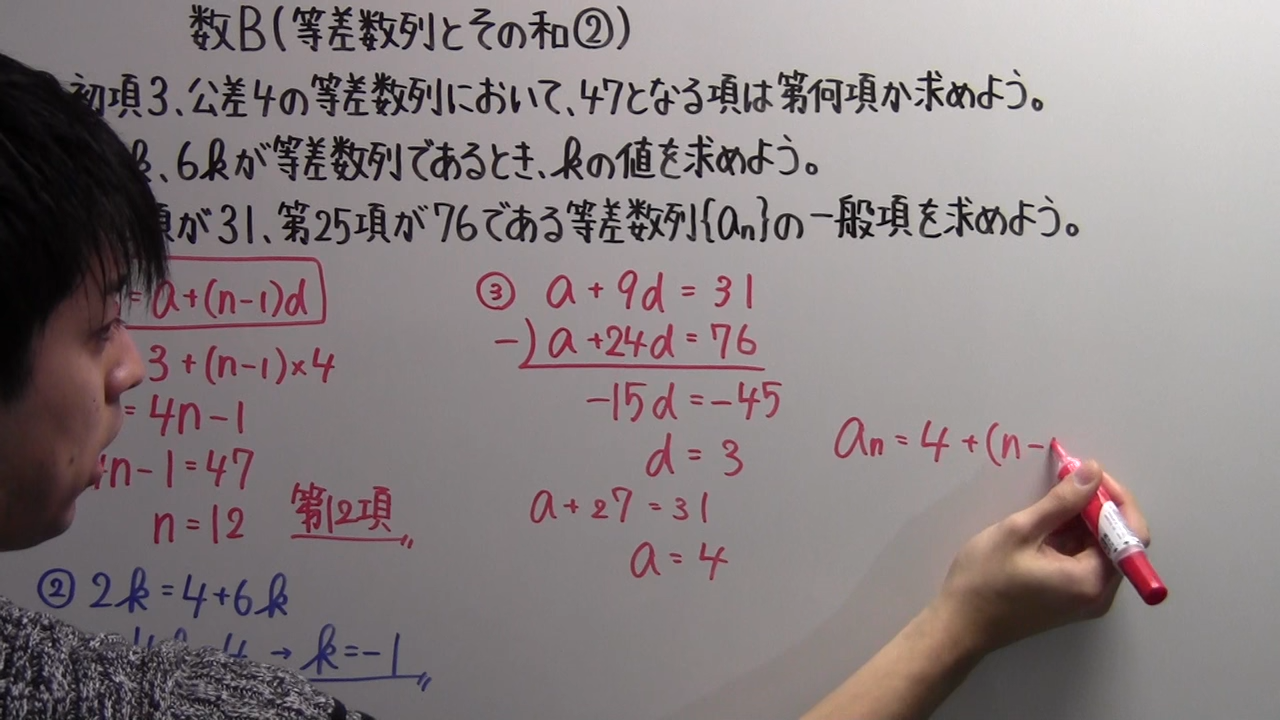 数B(等差数列とその和②)
初項3、公差4の等差数列において、47となる項は第何項か求めよう。
k、6kが等差数列であるとき、kの値を求めよう。
項が31、第25項が76である等差数列{an}の一般項を求めよう。
=a+(n-1)d
3+(n-1)×4
=4n-1
4n-1=47
n=12 第12項
② 2k=4+6k
→ k=-1
③ a+9d=31
-) a+24d=76
-15d=-45
d=3
a+27=31
a=4
an=4+(n-